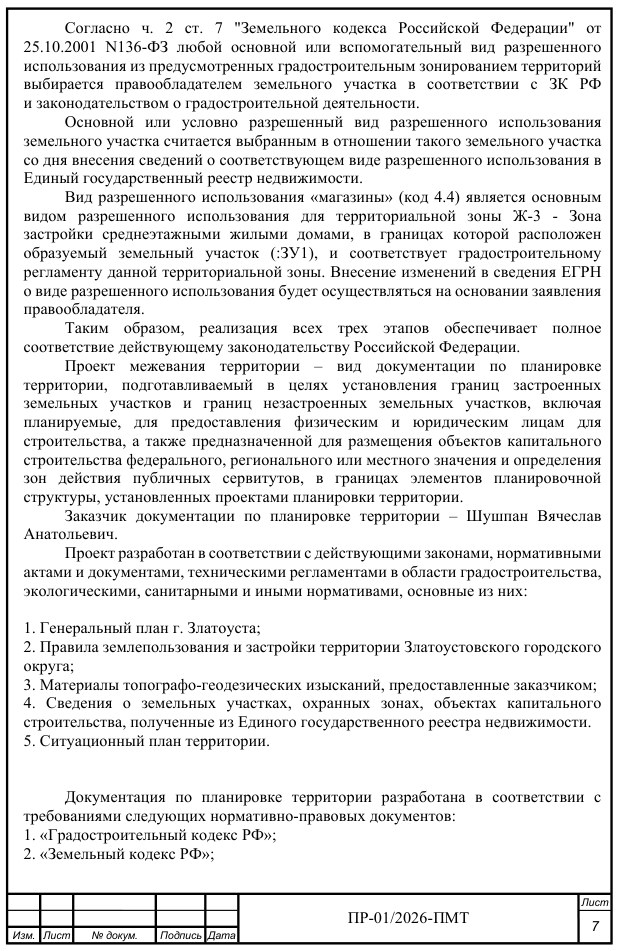 Согласно ч. 2 ст. 7 "Земельного кодекса Российской Федерации" от
25.10.2001 N136-ФЗ любой основной или вспомогательный вид разрешенного
использования из предусмотренных градостроительным зонированием территорий
выбирается правообладателем земельного участка в соответствии с ЗК РФ
и законодательством о градостроительной деятельности.
Основной или условно разрешенный вид разрешенного использования
земельного участка считается выбранным в отношении такого земельного участка
со дня внесения сведений о соответствующем виде разрешенного использования в
Единый государственный реестр недвижимости.
Вид разрешенного использования «магазины» (код 4.4) является основным
видом разрешенного использования для территориальной зоны Ж-3 - Зона
застройки среднеэтажными жилыми домами, в границах которой расположен
образуемый земельный участок (:ЗУ1), и соответствует градостроительному
регламенту данной территориальной зоны. Внесение изменений в сведения ЕГРН
о виде разрешенного использования будет осуществляться на основании заявления
правообладателя.
Таким образом, реализация всех трех этапов обеспечивает полное
соответствие действующему законодательству Российской Федерации.
Проект межевания территории – вид документации по планировке
территории, подготавливаемый в целях установления границ застроенных
земельных участков и границ незастроенных земельных участков, включая
планируемые, для предоставления физическим и юридическим лицам для
строительства, а также предназначенной для размещения объектов капитального
строительства федерального, регионального или местного значения и определения
зон действия публичных сервитутов, в границах элементов планировочной
структуры, установленных проектами планировки территории.
Заказчик документации по планировке территории – Шушпан Вячеслав
Анатольевич.
Проект разработан в соответствии с действующими законами, нормативными
актами и документами, техническими регламентами в области градостроительства,
экологическими, санитарными и иными нормативами, основные из них:
1. Генеральный план г. Златоуста;
2. Правила землепользования и застройки территории Златоустовского городского
округа;
3. Материалы топографо-геодезических изысканий, предоставленные заказчиком;
4. Сведения о земельных участках, охранных зонах, объектах капитального
строительства, полученные из Единого государственного реестра недвижимости.
5. Ситуационный план территории.
Документация по планировке территории разработана в соответствии с
требованиями следующих нормативно-правовых документов:
1. «Градостроительный кодекс РФ»;
2. «Земельный кодекс РФ»;
ПР-01/2026-ПМТ
Лист
7
Изм. Лист № докум. Подпись Дата